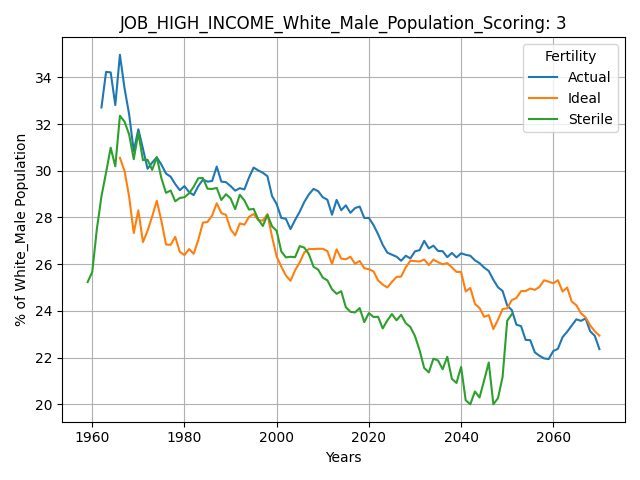 JOB_HIGH_INCOME_White_Male_Population_Scoring: 3
Fertility
Actual
Ideal
Sterile
% of White_Male Population
34
32
30
28
26
24
22
20
1960
1980
2000
2020
2040
2060
Years